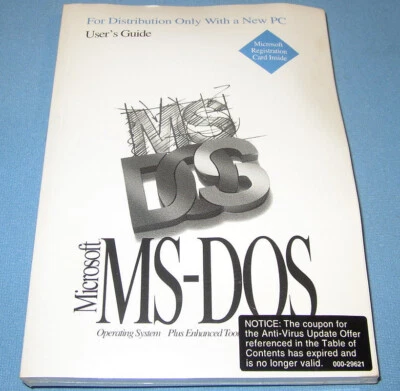 For Distribution Only With a New PC
User's Guide
Microsoft
Registration
Card Inside
MS
DOS
Microsoft
MS-DOS
Operating System Plus Enhanced Tools
NOTICE: The coupon for
the Anti-Virus Update Offer
referenced in the Table of
Contents has expired and
is no longer valid. 000-29621